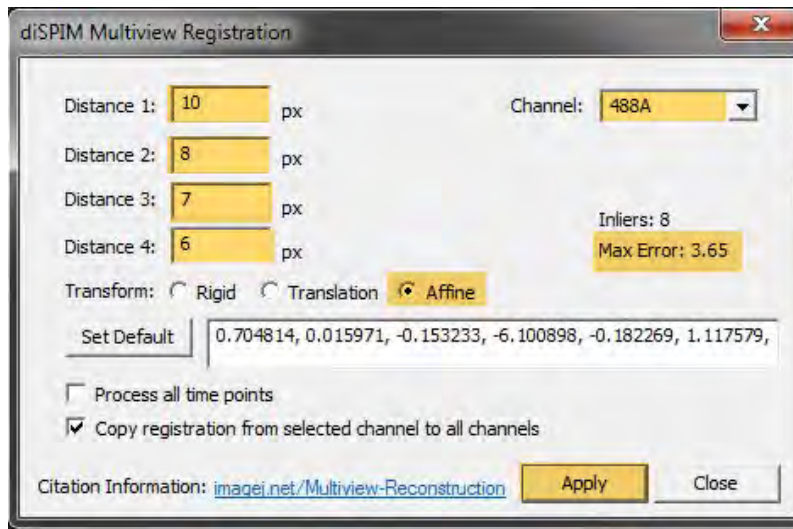 diSPIM Multiview Registration
Distance 1: 10 px
Channel: 488A
Distance 2: 8 px
Distance 3: 7 px
Inliers: 8
Distance 4: 6 px
Max Error: 3.65
Transform: Rigid Translation Affine
Set Default 0.704814, 0.015971, -0.153233, -6.100898, -0.182269, 1.117579,
Process all time points
Copy registration from selected channel to all channels
Citation Information: imagej.net/Multiview-Reconstruction Apply Close